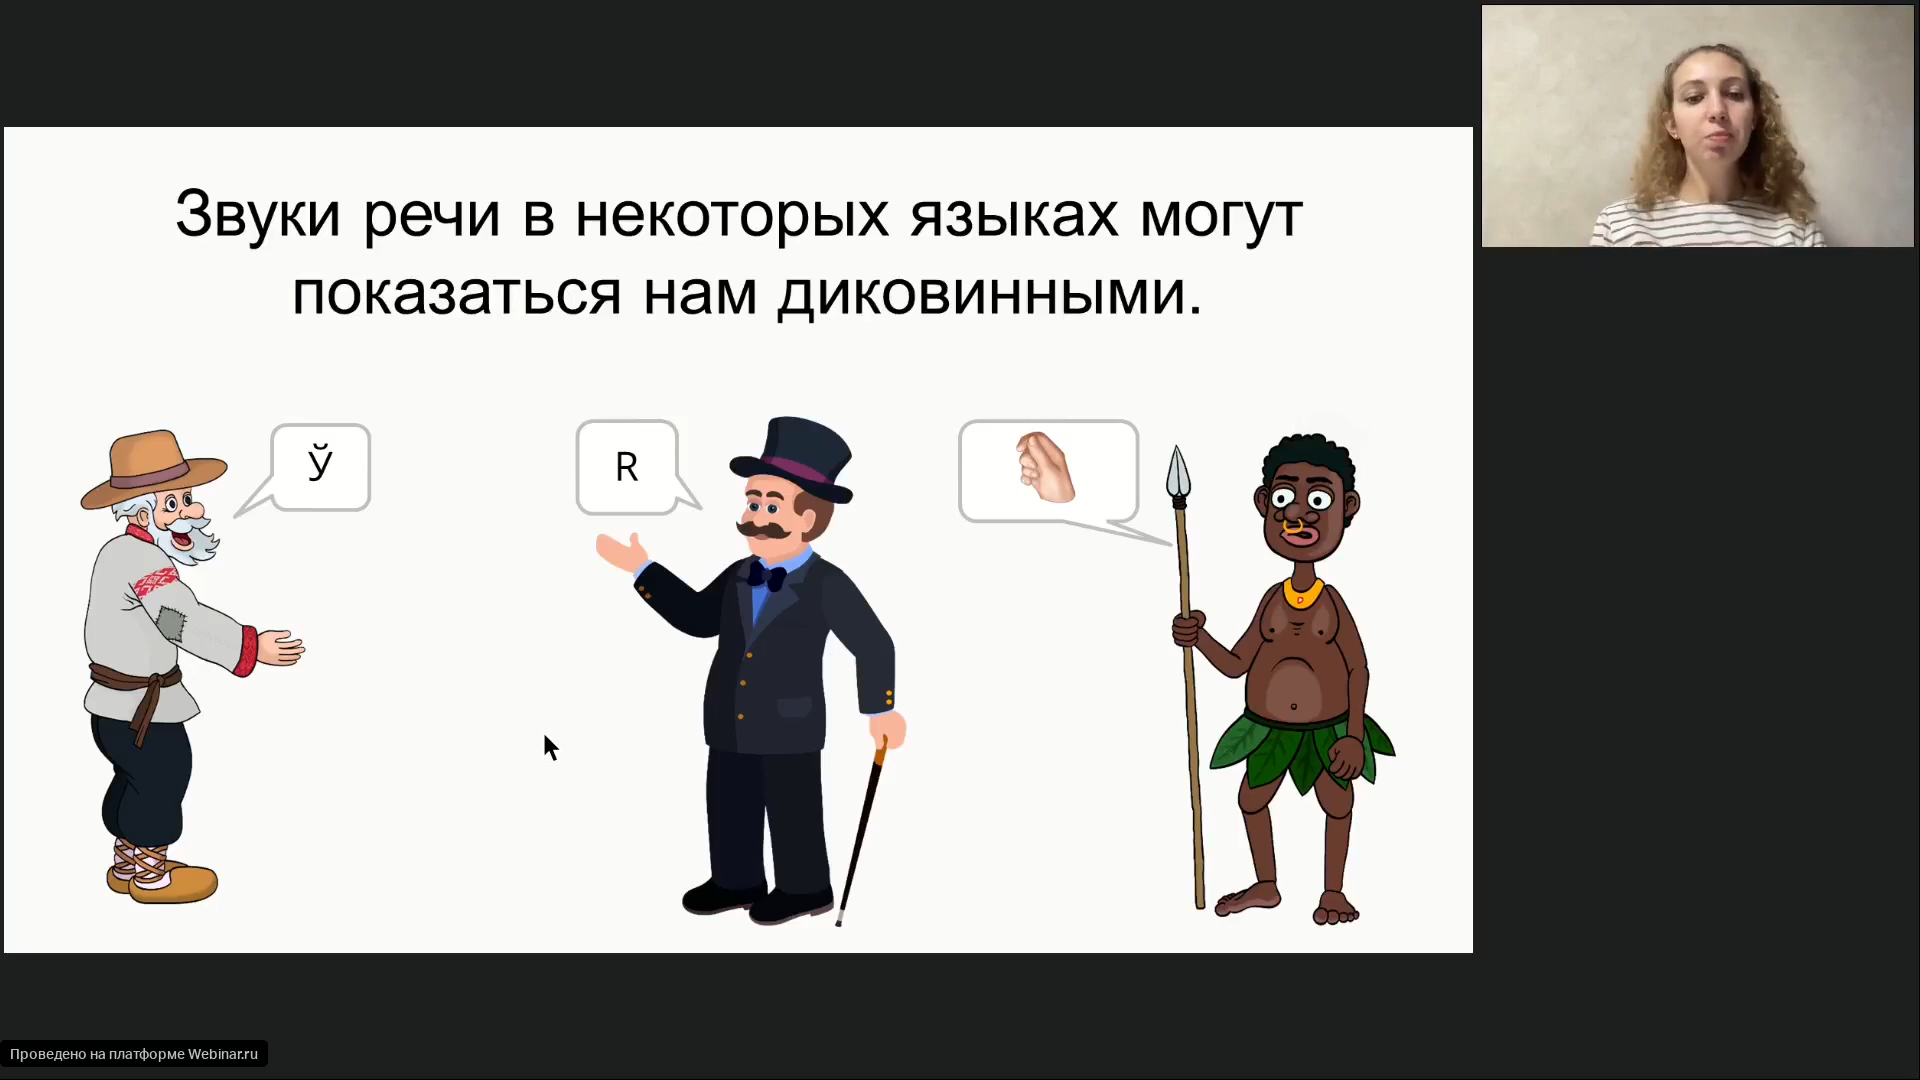 Звуки речи в некоторых языках могут
показаться нам диковинными.
Ў
R
Проведено на платформе Webinar.ru